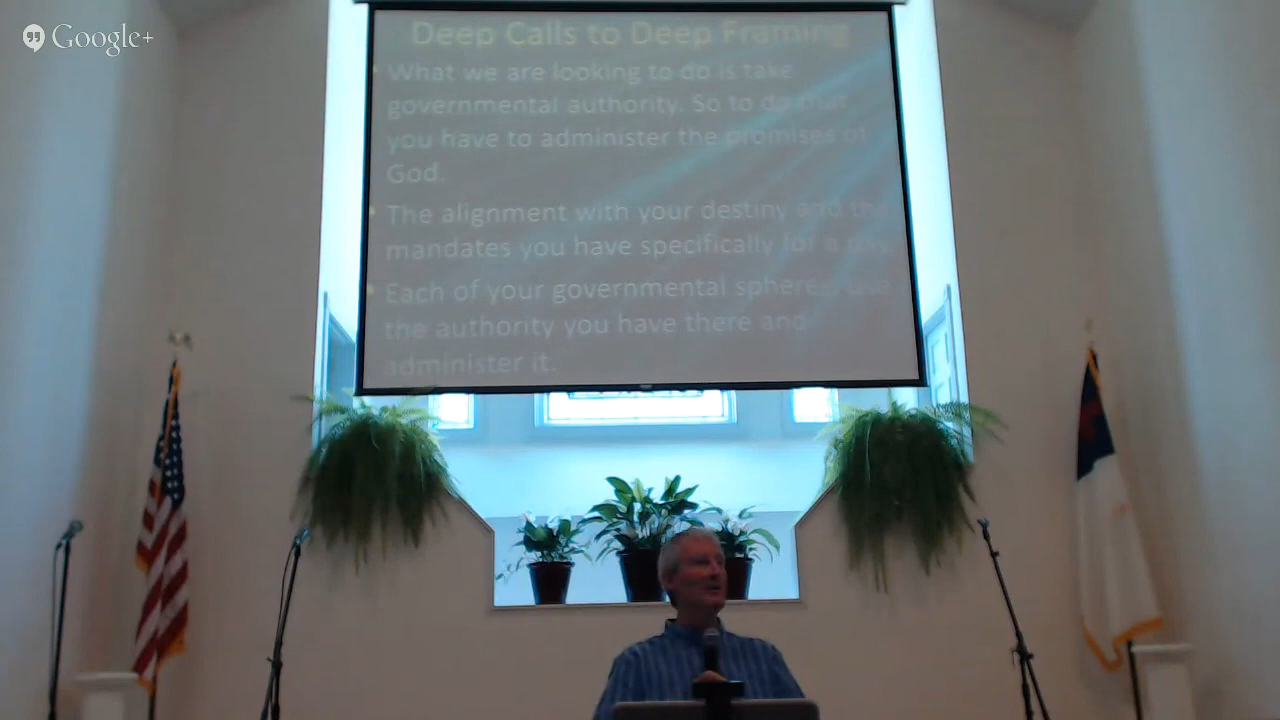 Google+
Deep Calls to Deep Framing
What we are looking to do is take
governmental authority. So to do that
you have to administer the promises of
God.
The alignment with your destiny and the
mandates you have specifically for a
Each of your governmental spheres
the authority you have there and
administer it.